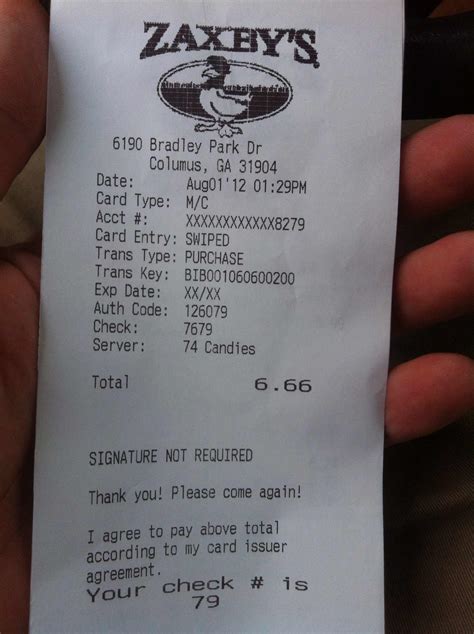 ZAXBY'S
6190 Bradley Park Dr
Columus, GA 31904
Date: Aug01'12 01:29PM
Card Type: M/C
Acct #: XXXXXXXXXXXX8279
Card Entry: SWIPED
Trans Type: PURCHASE
Trans Key: BIB001060600200
Exp Date: XX/XX
Auth Code: 126079
Check: 7679
Server: 74 Candies
Total 6.66
SIGNATURE NOT REQUIRED
Thank you! Please come again!
I agree to pay above total
according to my card issuer
agreement.
Your check # is
79